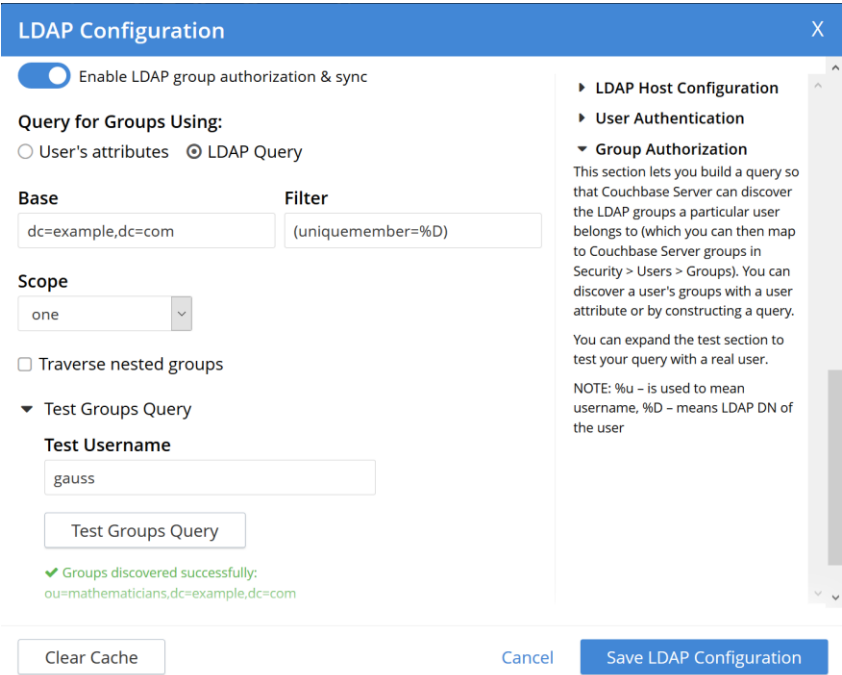 LDAP Configuration
X
Enable LDAP group authorization & sync
Query for Groups Using:
User's attributes
LDAP Query
Base
Filter
dc=example,dc=com
(uniquemember=%D)
Scope
one
Traverse nested groups
Test Groups Query
Test Username
gauss
Test Groups Query
Groups discovered successfully:
ou=mathematicians,dc=example,dc=com
LDAP Host Configuration
User Authentication
Group Authorization
This section lets you build a query so
that Couchbase Server can discover
the LDAP groups a particular user
belongs to (which you can then map
to Couchbase Server groups in
Security > Users > Groups). You can
discover a user's groups with a user
attribute or by constructing a query.
You can expand the test section to
test your query with a real user.
NOTE: %u – is used to mean
username, %D – means LDAP DN of
the user
Clear Cache
Cancel
Save LDAP Configuration